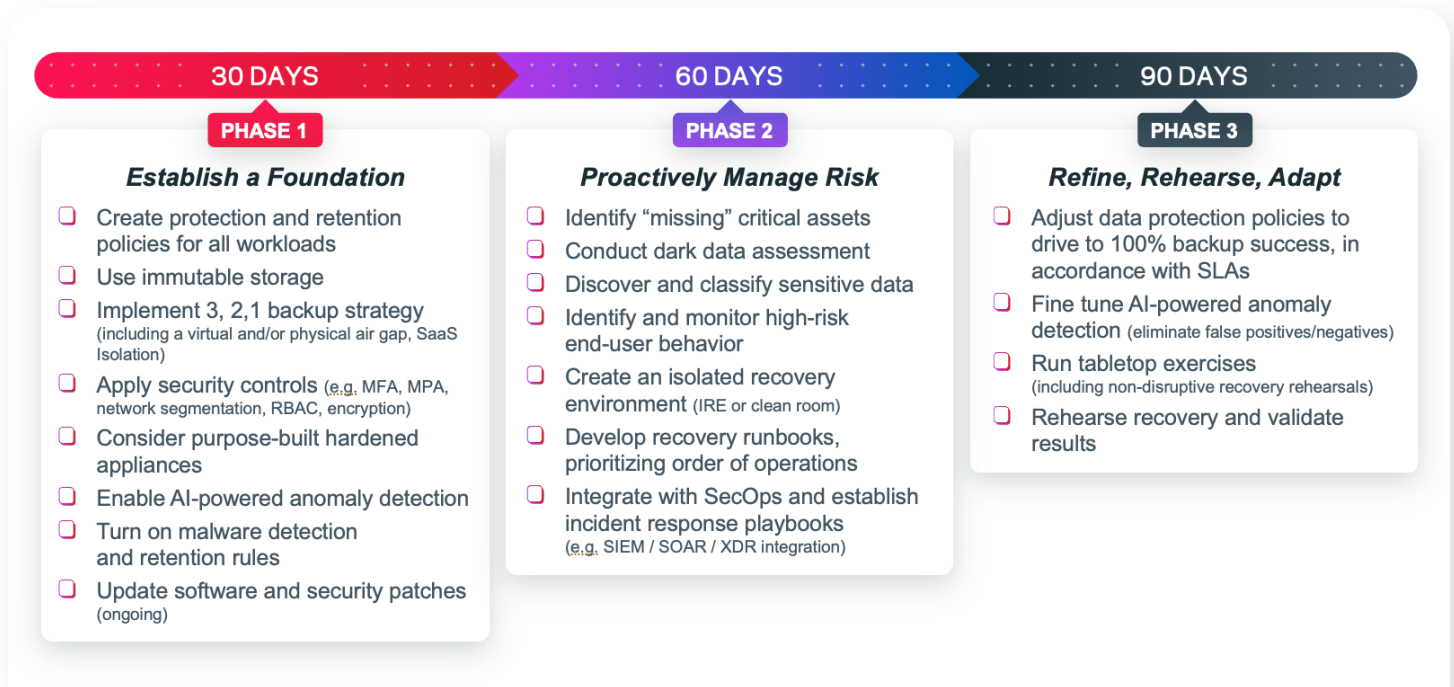 30 DAYS
60 DAYS
90 DAYS
PHASE 1
Establish a Foundation
Create protection and retention
policies for all workloads
Use immutable storage
Implement 3, 2,1 backup strategy
(including a virtual and/or physical air gap, SaaS
Isolation)
Apply security controls (e.g. MFA, MPA,
network segmentation, RBAC, encryption)
Consider purpose-built hardened
appliances
Enable AI-powered anomaly detection
Turn on malware detection
and retention rules
Update software and security patches
(ongoing)
PHASE 2
Proactively Manage Risk
Identify “missing” critical assets
Conduct dark data assessment
Discover and classify sensitive data
Identify and monitor high-risk
end-user behavior
Create an isolated recovery
environment (IRE or clean room)
Develop recovery runbooks,
prioritizing order of operations
Integrate with SecOps and establish
incident response playbooks
(e.g. SIEM / SOAR / XDR integration)
PHASE 3
Refine, Rehearse, Adapt
Adjust data protection policies to
drive to 100% backup success, in
accordance with SLAs
Fine tune AI-powered anomaly
detection (eliminate false positives/negatives)
Run tabletop exercises
(including non-disruptive recovery rehearsals)
Rehearse recovery and validate
results